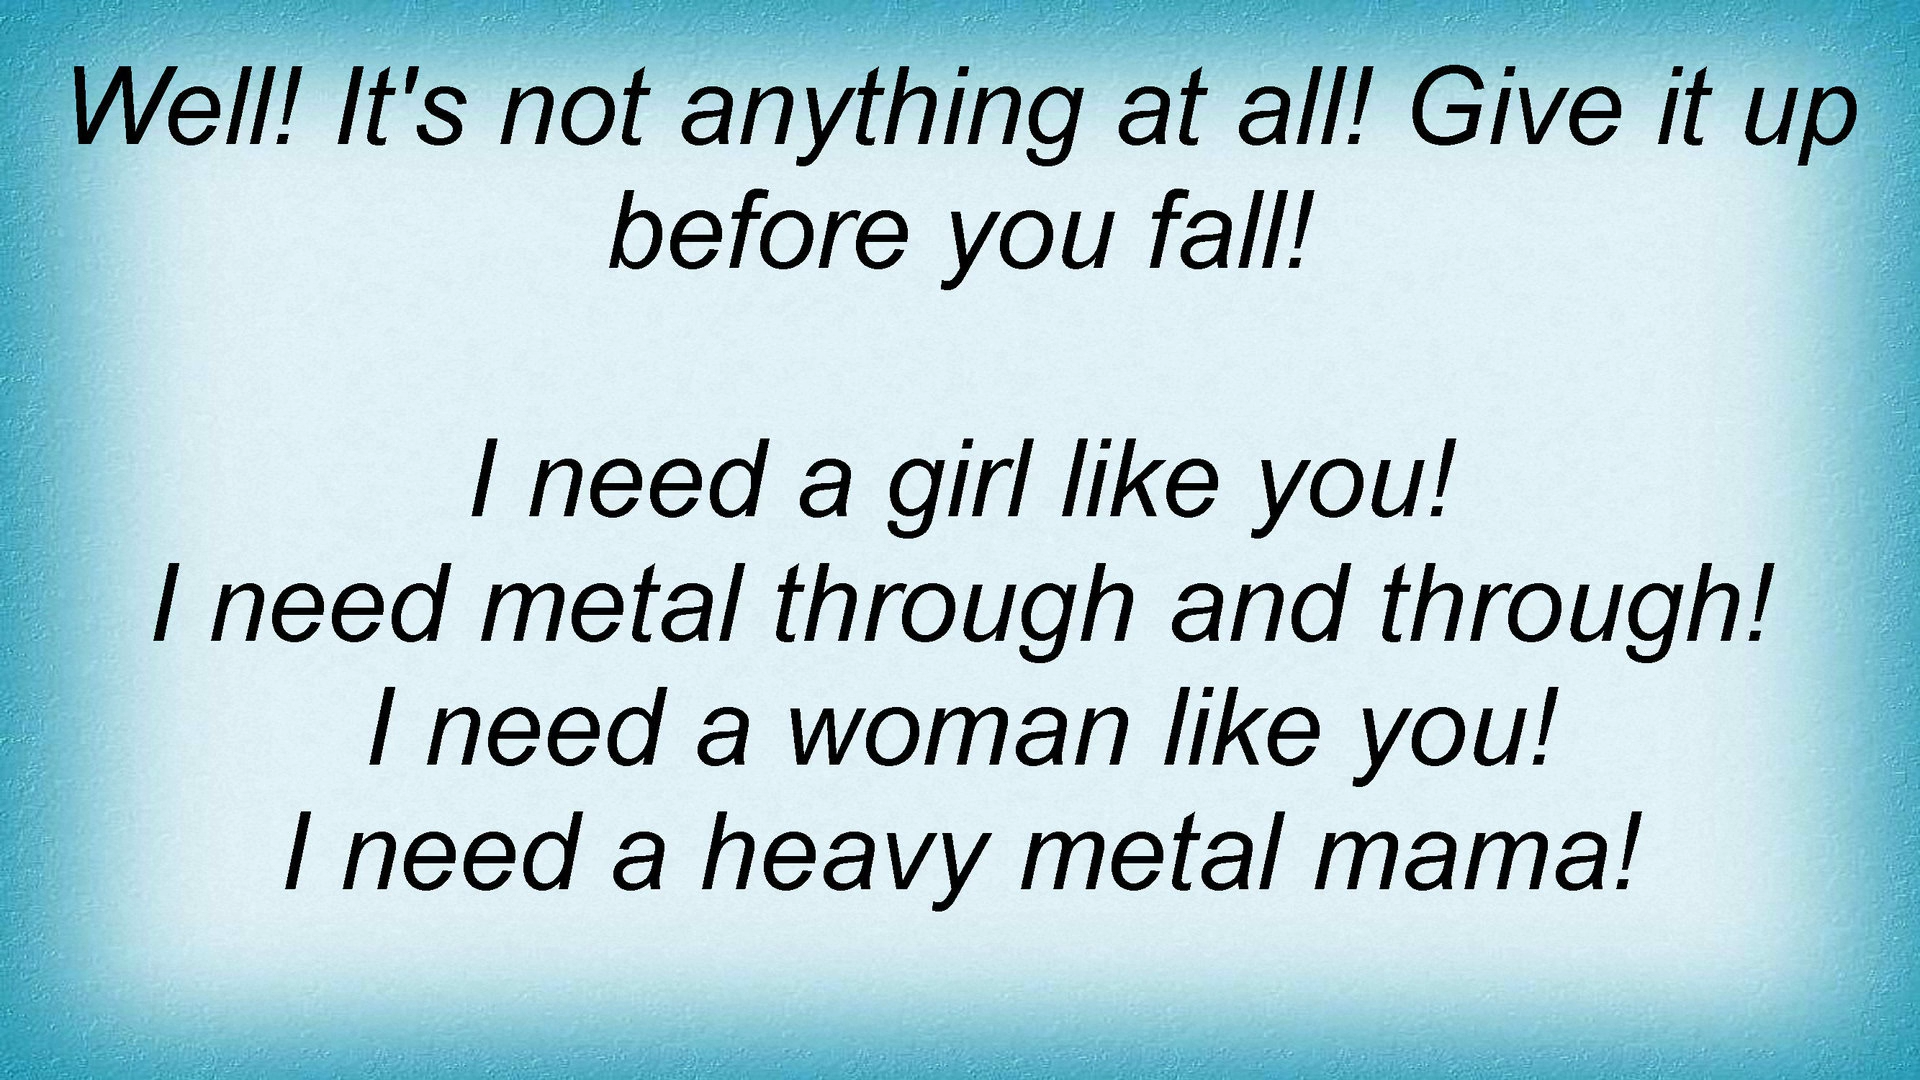 Well! It's not anything at all! Give it up
before you fall!
I need a girl like you!
I need metal through and through!
I need a woman like you!
I need a heavy metal mama!